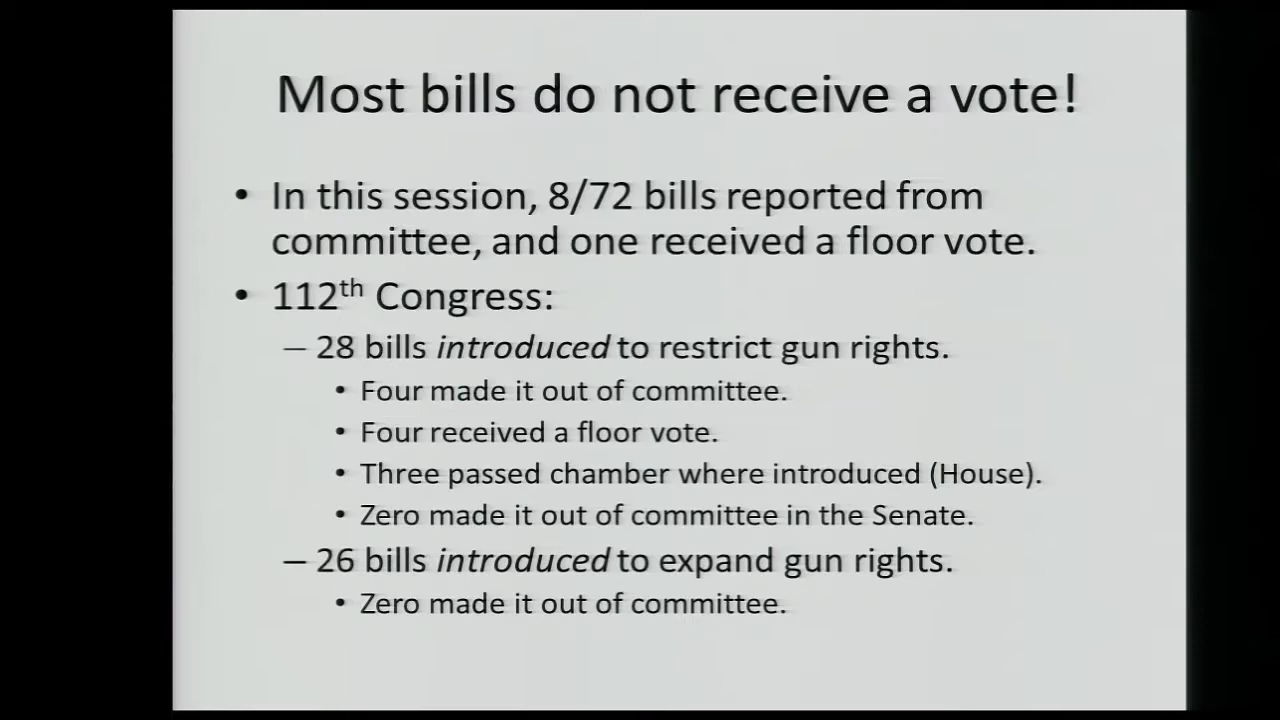 Most bills do not receive a vote!
• In this session, 8/72 bills reported from
committee, and one received a floor vote.
• 112th Congress:
– 28 bills introduced to restrict gun rights.
• Four made it out of committee.
• Four received a floor vote.
• Three passed chamber where introduced (House).
• Zero made it out of committee in the Senate.
– 26 bills introduced to expand gun rights.
• Zero made it out of committee.